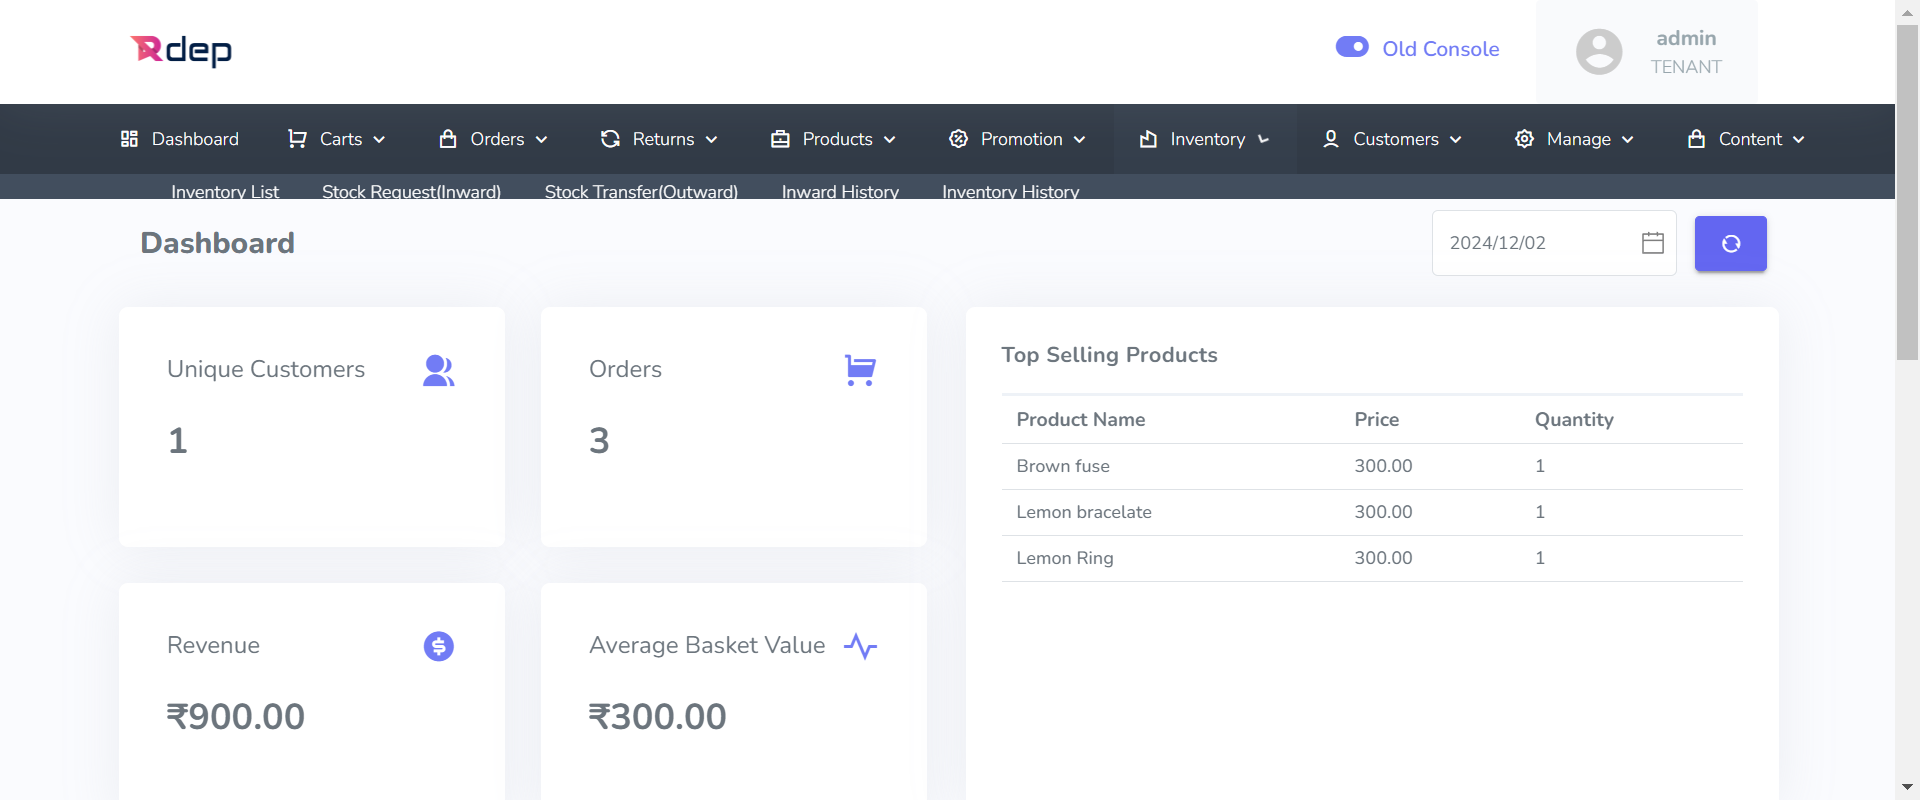 Rdep
Old Console
admin
TENANT
Dashboard Carts Orders Returns Products Promotion Inventory Customers Manage Content
Inventory List Stock Request(Inward) Stock Transfer(Outward) Inward History Inventory History
Dashboard
2024/12/02
Unique Customers
1
Orders
3
Revenue
₹900.00
Average Basket Value
₹300.00
Top Selling Products
Product Name Price Quantity
Brown fuse 300.00 1
Lemon bracelate 300.00 1
Lemon Ring 300.00 1